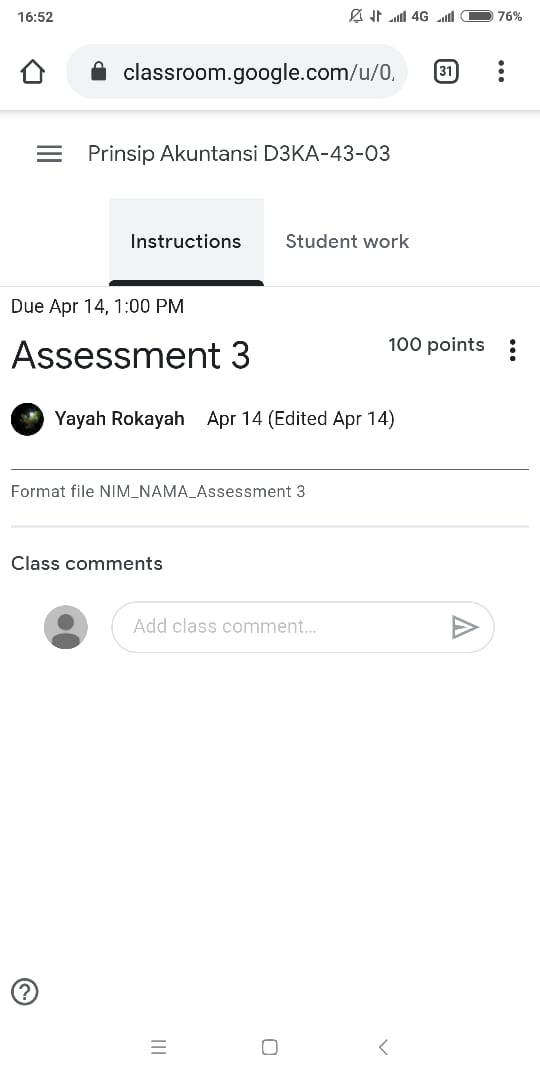 16:52 4G 76%
classroom.google.com/u/0,
31
Prinsip Akuntansi D3KA-43-03
Instructions Student work
Due Apr 14, 1:00 PM
Assessment 3 100 points
Yayah Rokayah Apr 14 (Edited Apr 14)
Format file NIM_NAMA_Assessment 3
Class comments
Add class comment...